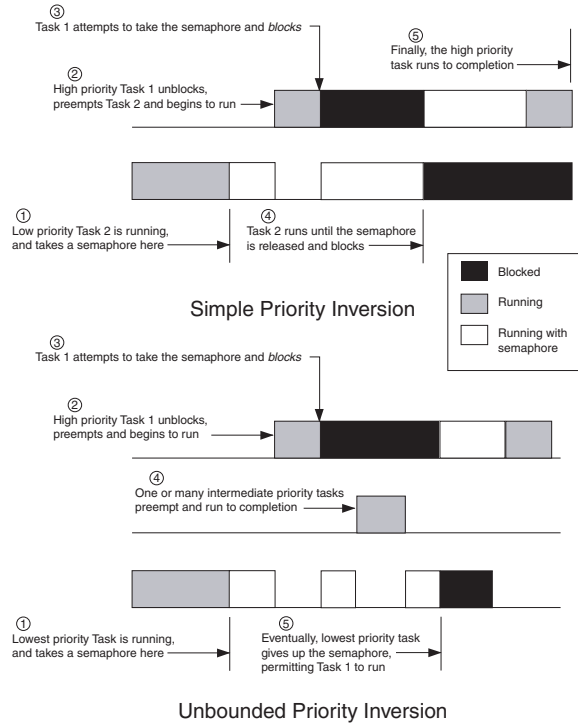 ③
Task 1 attempts to take the semaphore and blocks
⑤
Finally, the high priority
task runs to completion
②
High priority Task 1 unblocks,
preempts Task 2 and begins to run
①
Low priority Task 2 is running,
and takes a semaphore here
④
Task 2 runs until the semaphore
is released and blocks
Blocked
Running
Running with
semaphore
Simple Priority Inversion
③
Task 1 attempts to take the semaphore and blocks
②
High priority Task 1 unblocks,
preempts and begins to run
④
One or many intermediate priority tasks
preempt and run to completion
①
Lowest priority Task is running,
and takes a semaphore here
⑤
Eventually, lowest priority task
gives up the semaphore,
permitting Task 1 to run
Unbounded Priority Inversion